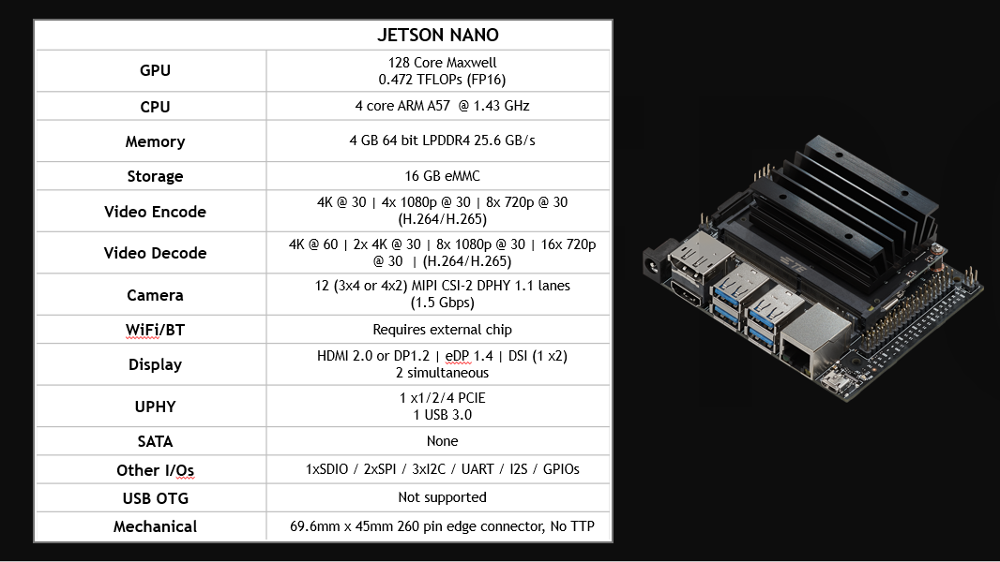 JETSON NANO
GPU
128 Core Maxwell
0.472 TFLOPs (FP16)
CPU
4 core ARM A57 @ 1.43 GHz
Memory
4 GB 64 bit LPDDR4 25.6 GB/s
Storage
16 GB eMMC
Video Encode
4K @ 30 | 4x 1080p @ 30 | 8x 720p @ 30
(H.264/H.265)
Video Decode
4K @ 60 | 2x 4K @ 30 | 8x 1080p @ 30 | 16x 720p
@ 30 | (H.264/H.265)
Camera
12 (3x4 or 4x2) MIPI CSI-2 DPHY 1.1 lanes
(1.5 Gbps)
WiFi/BT
Requires external chip
Display
HDMI 2.0 or DP1.2 | eDP 1.4 | DSI (1 x2)
2 simultaneous
UPHY
1 x1/2/4 PCIE
1 USB 3.0
SATA
None
Other I/Os
1xSDIO / 2xSPI / 3xI2C / UART / I2S / GPIOs
USB OTG
Not supported
Mechanical
69.6mm x 45mm 260 pin edge connector, No TTP